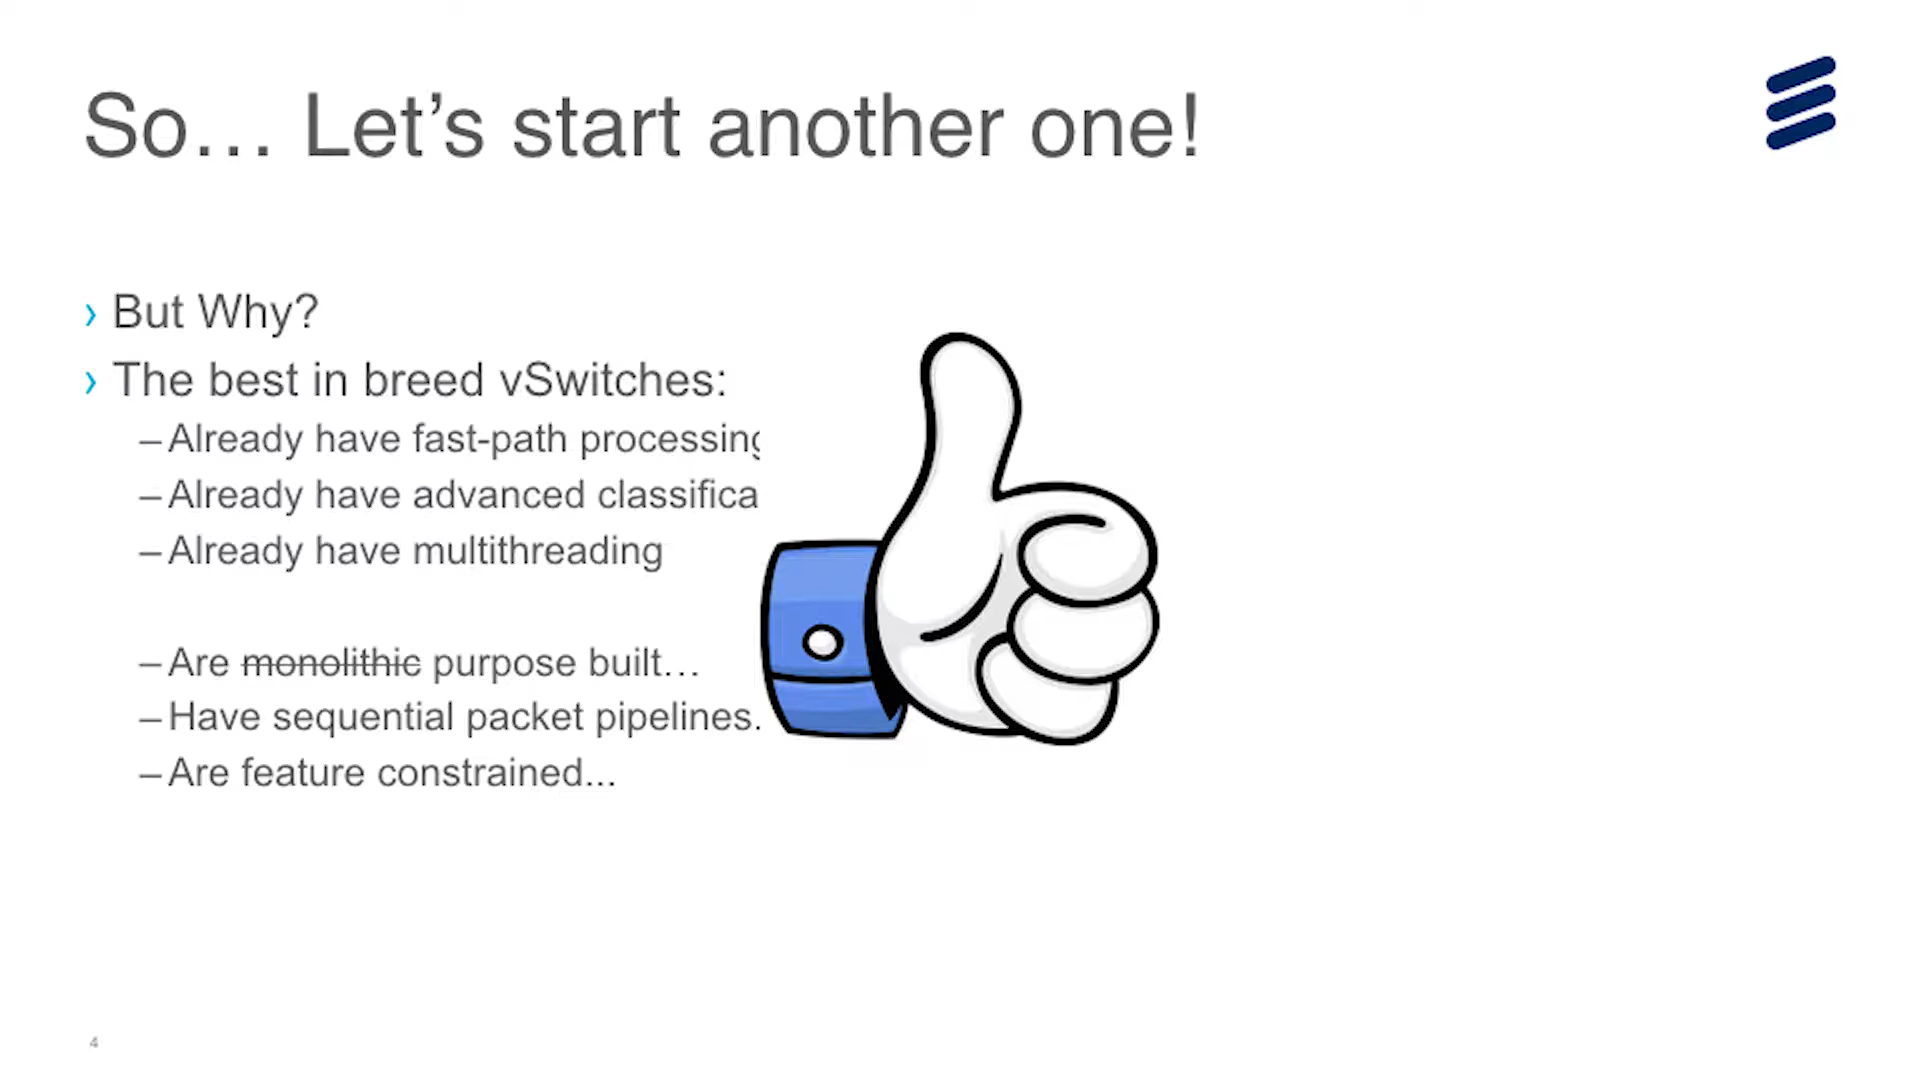 So… Let’s start another one!
› But Why?
› The best in breed vSwitches:
– Already have fast-path processing
– Already have advanced classifica
– Already have multithreading
– Are monolithic purpose built…
– Have sequential packet pipelines.
– Are feature constrained...
4